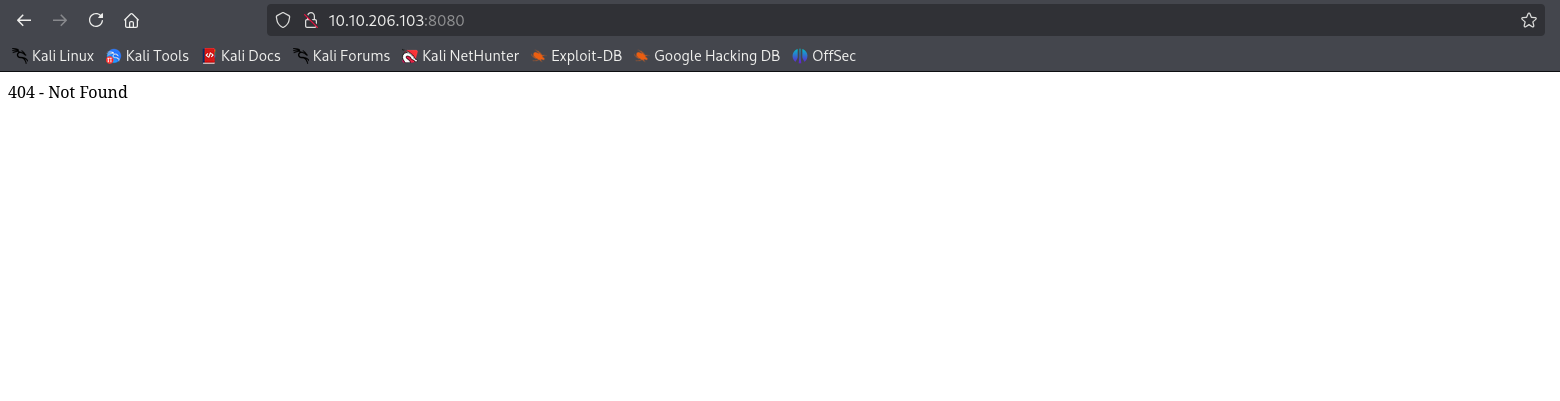 10.10.206.103:8080
Kali Linux Kali Tools Kali Docs Kali Forums Kali NetHunter Exploit-DB Google Hacking DB OffSec
404 - Not Found